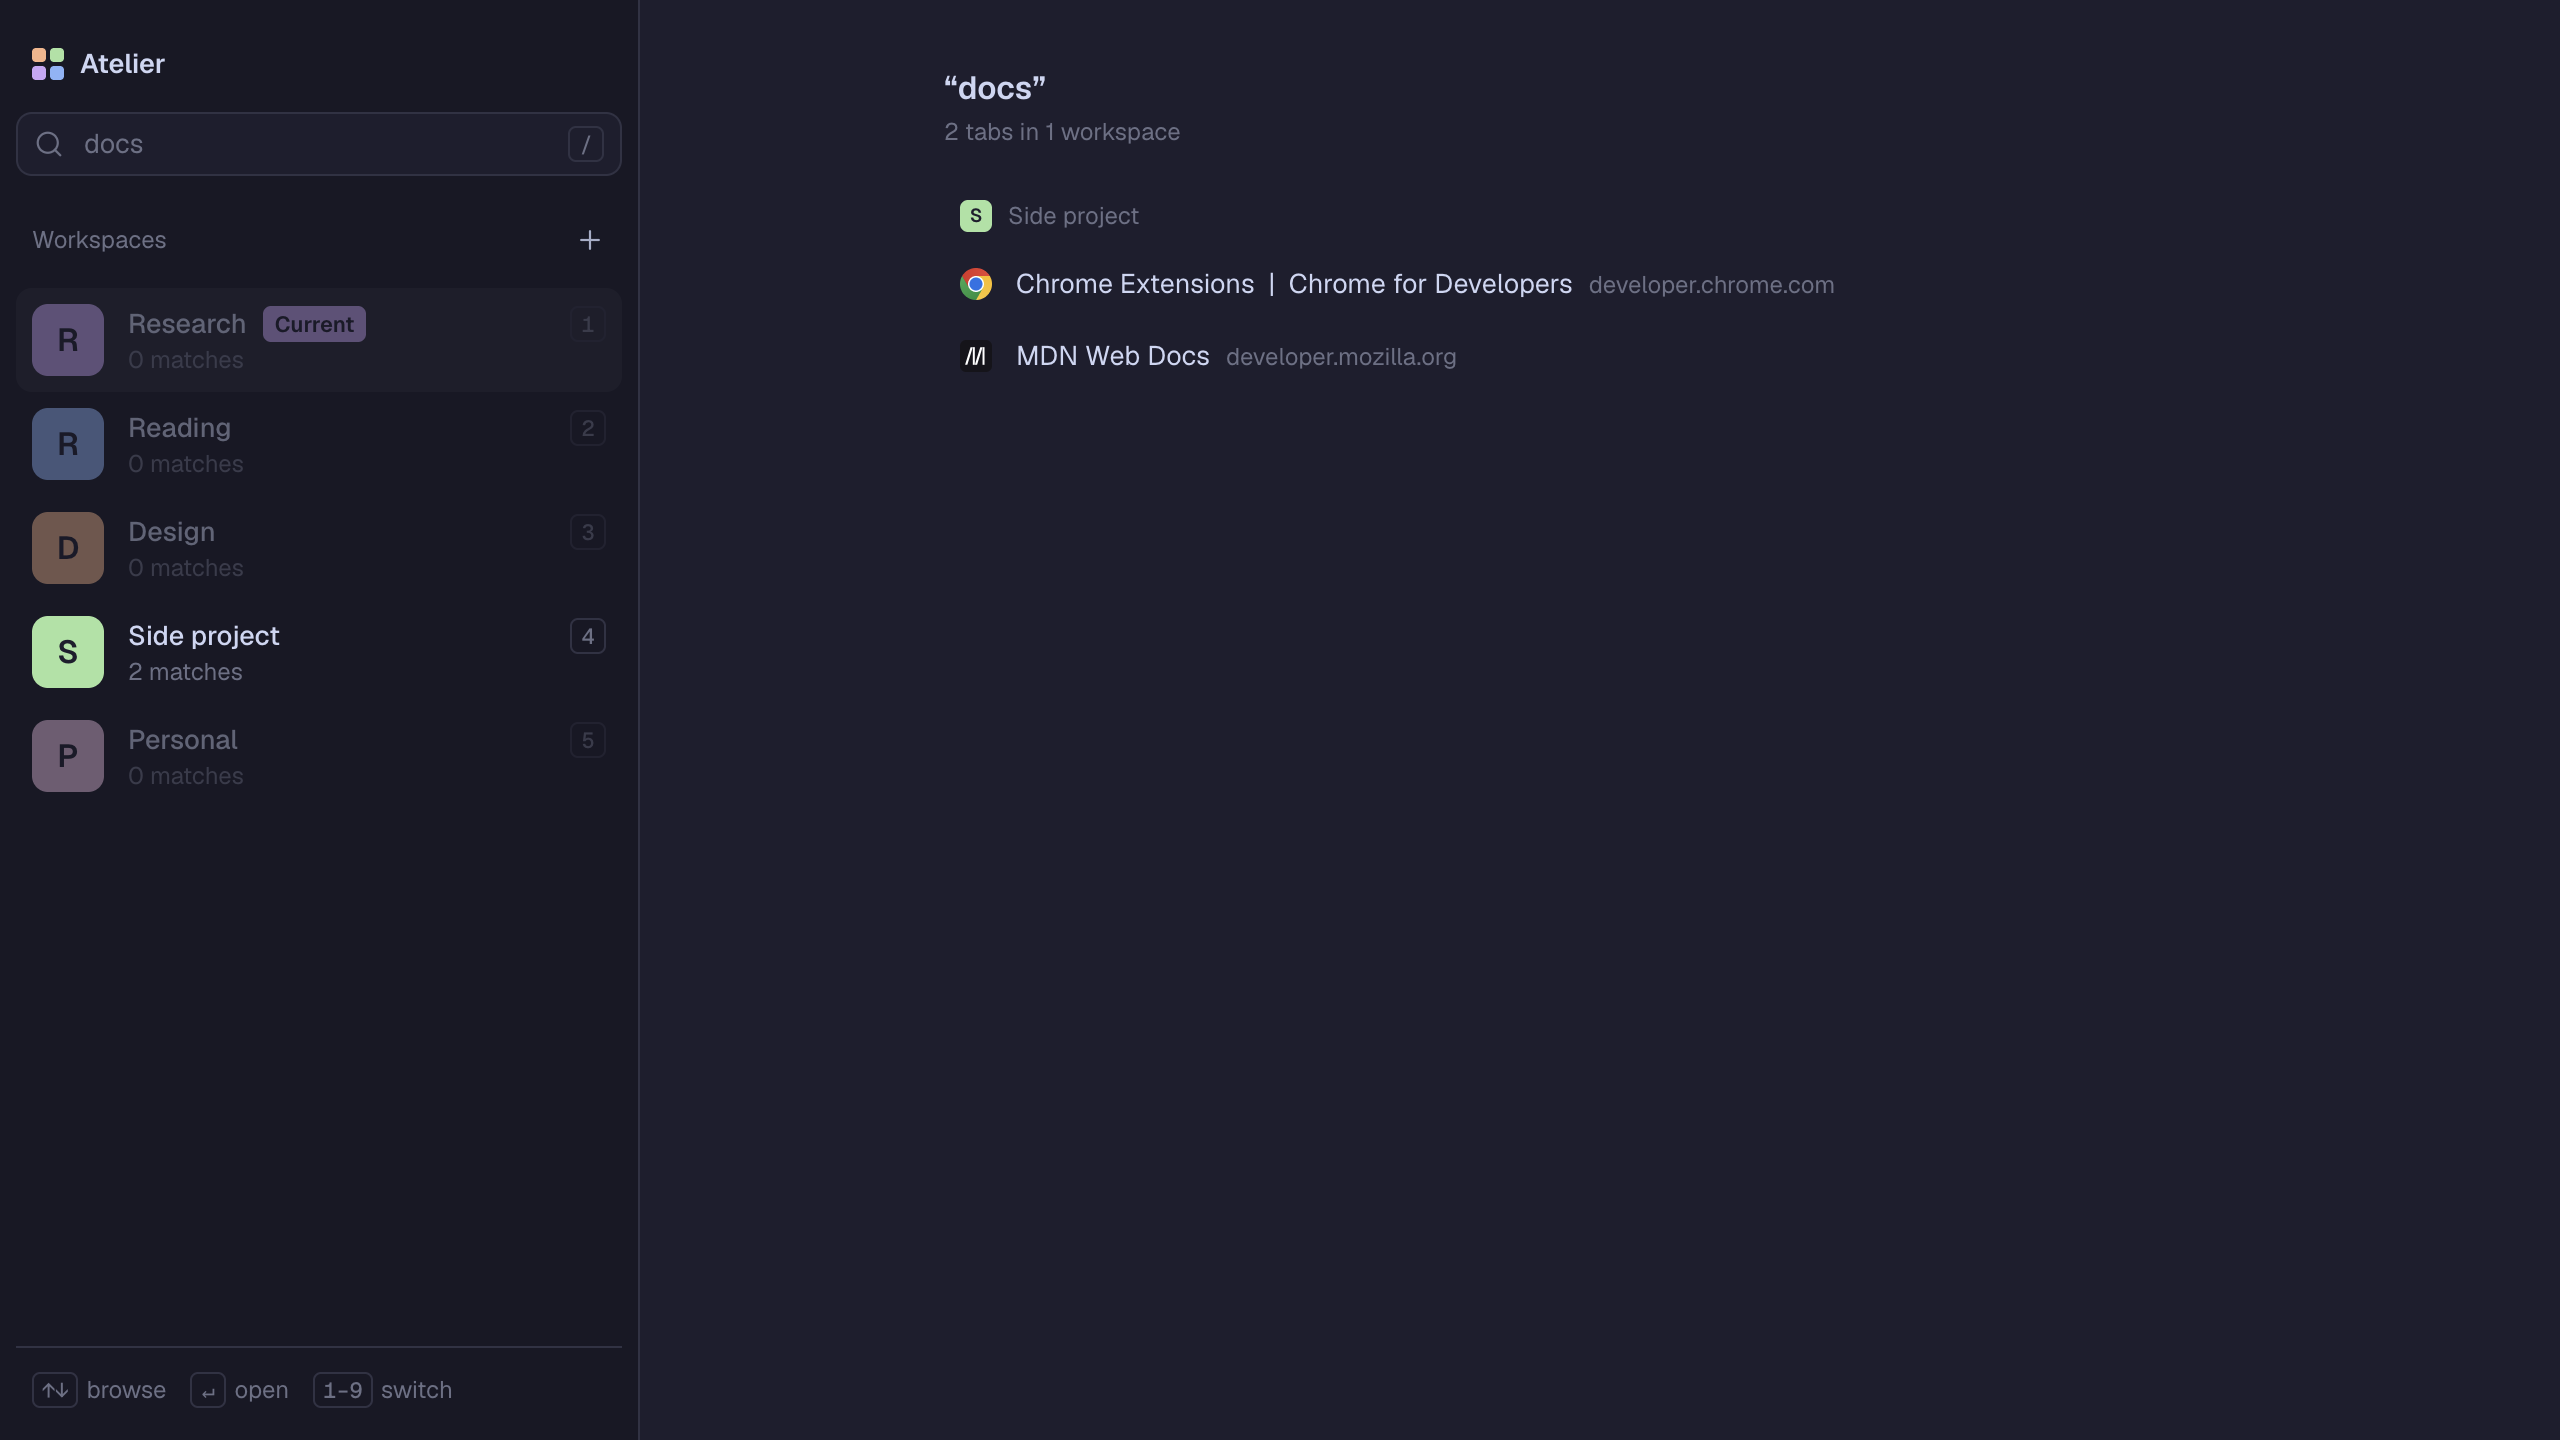 Atelier
docs /
Workspaces
R Research Current 1
0 matches
R Reading 2
0 matches
D Design 3
0 matches
S Side project 4
2 matches
P Personal 5
0 matches
↑↓ browse ↵ open 1-9 switch
“docs”
2 tabs in 1 workspace
S Side project
Chrome Extensions | Chrome for Developers developer.chrome.com
MDN Web Docs developer.mozilla.org